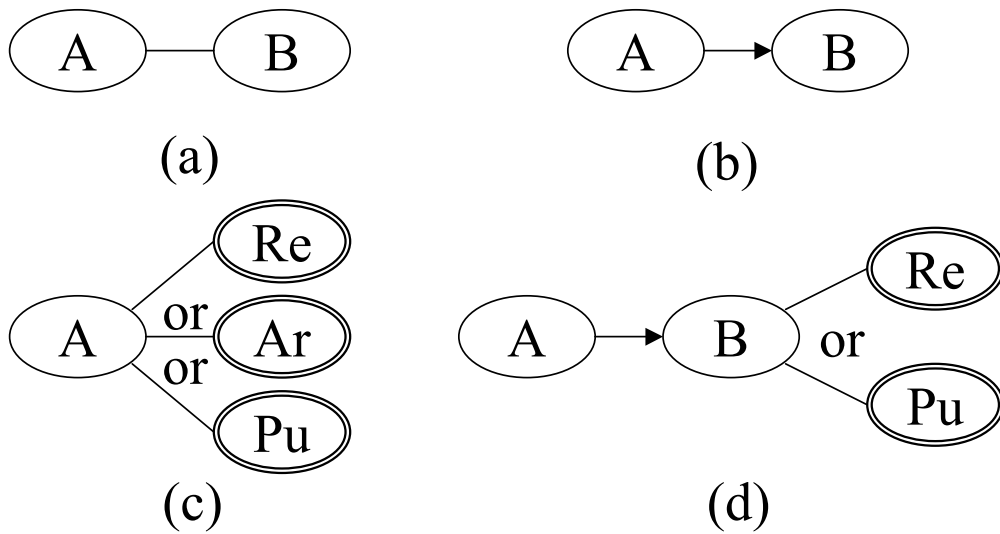 A B
A B
(a)
(b)
Re
A or Ar
or
Pu
(c)
Re
A B or
Pu
(d)